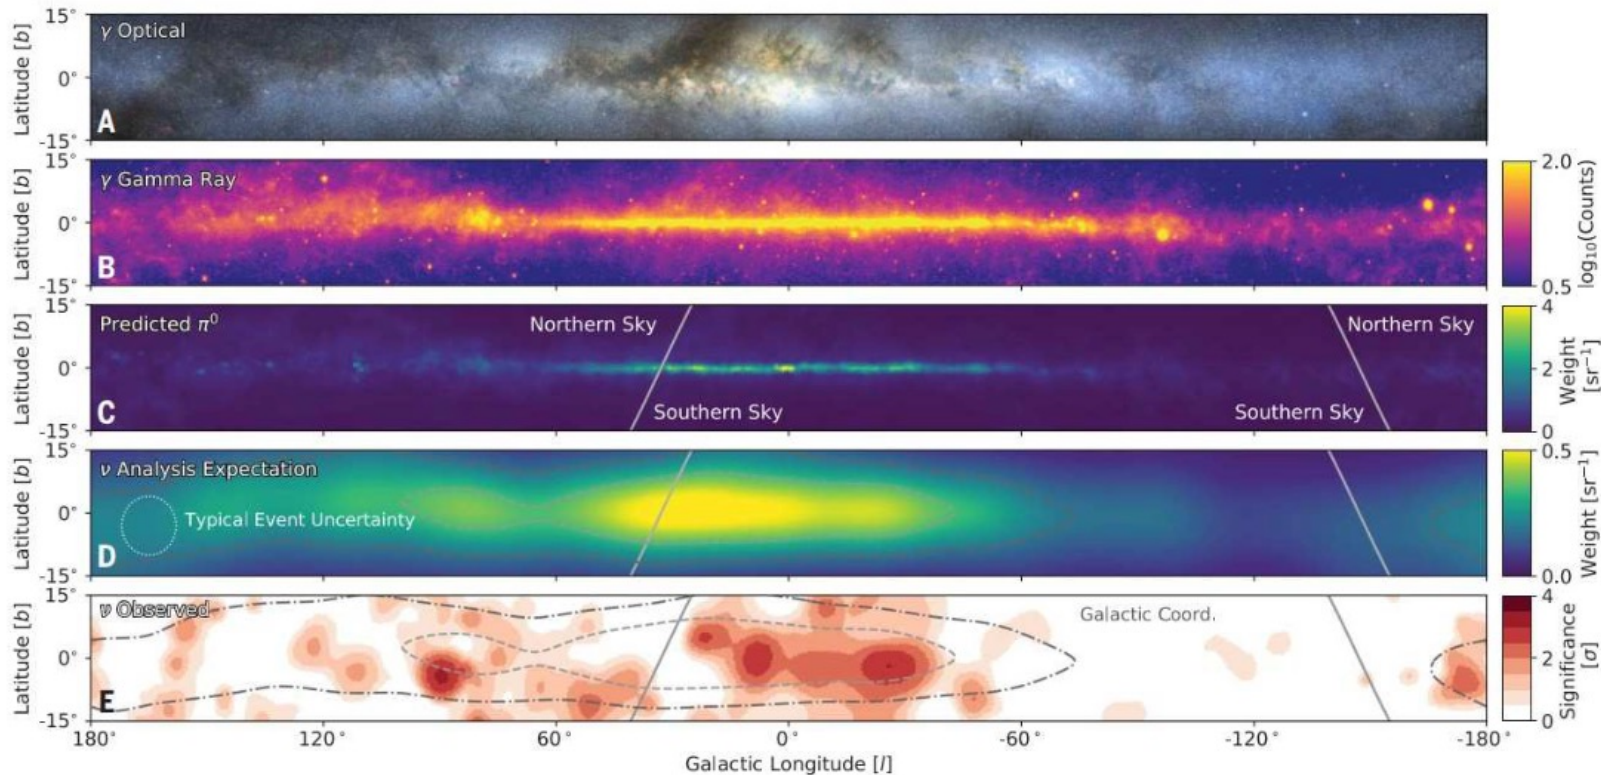 15°
γ Optical
Latitude [b]
0°
A
-15°
15°
γ Gamma Ray
Latitude [b]
0°
B
-15°
2.0
log₁₀(Counts)
0.5
15°
Predicted π⁰
Northern Sky
Northern Sky
Latitude [b]
0°
C
Southern Sky
Southern Sky
-15°
4
2
0
Weight
[sr⁻¹]
15°
ν Analysis Expectation
Latitude [b]
0°
Typical Event Uncertainty
D
-15°
0.5
0.0
Weight [sr⁻¹]
15°
ν Observed
Galactic Coord.
Latitude [b]
0°
E
-15°
4
2
0
Significance
[σ]
180° 120° 60° 0° -60° -120° -180°
Galactic Longitude [l]